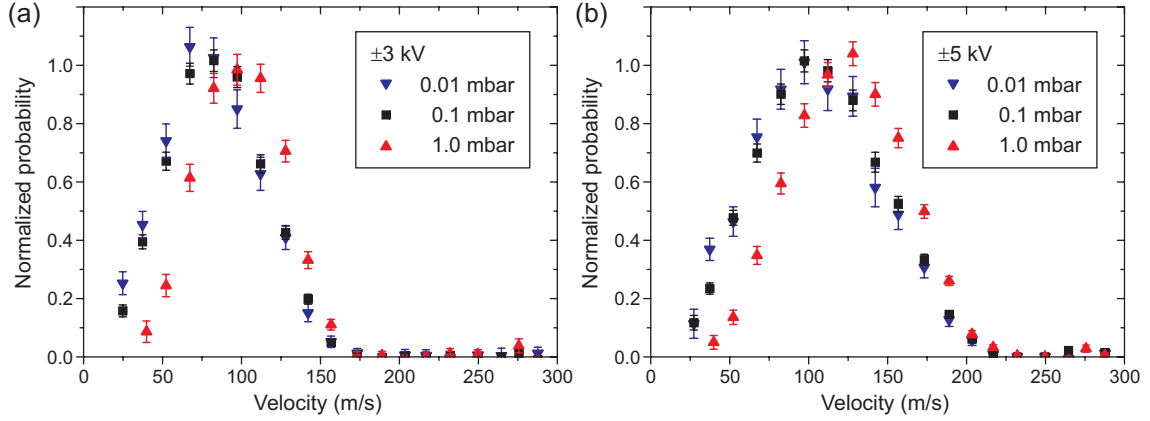 (a)
Normalized probability
1.0
0.8
0.6
0.4
0.2
0.0
±3 kV
0.01 mbar
0.1 mbar
1.0 mbar
0 50 100 150 200 250 300
Velocity (m/s)
(b)
Normalized probability
1.0
0.8
0.6
0.4
0.2
0.0
±5 kV
0.01 mbar
0.1 mbar
1.0 mbar
0 50 100 150 200 250 300
Velocity (m/s)